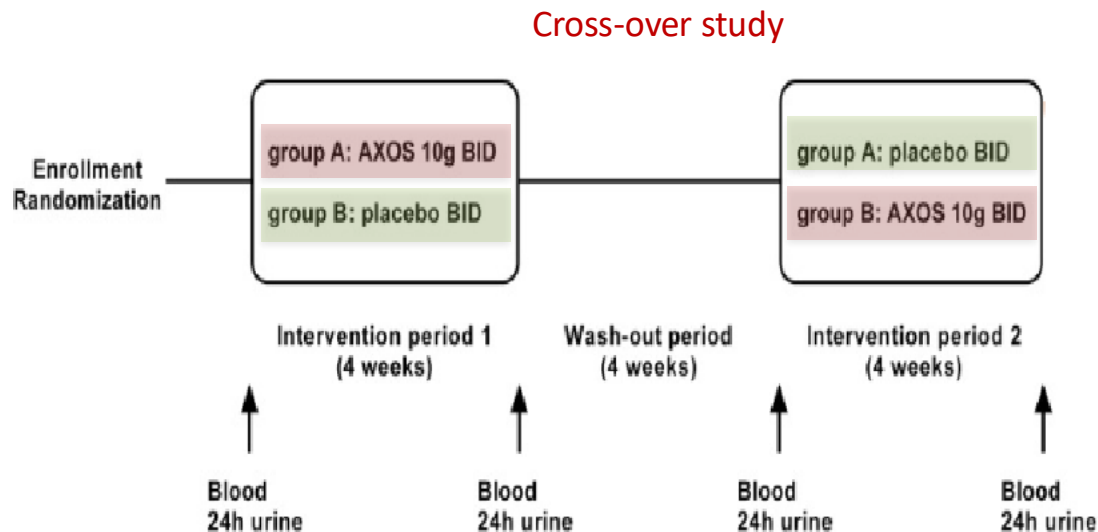 Cross-over study
Enrollment
Randomization
group A: AXOS 10g BID
group B: placebo BID
group A: placebo BID
group B: AXOS 10g BID
Intervention period 1
(4 weeks)
Wash-out period
(4 weeks)
Intervention period 2
(4 weeks)
Blood
24h urine
Blood
24h urine
Blood
24h urine
Blood
24h urine